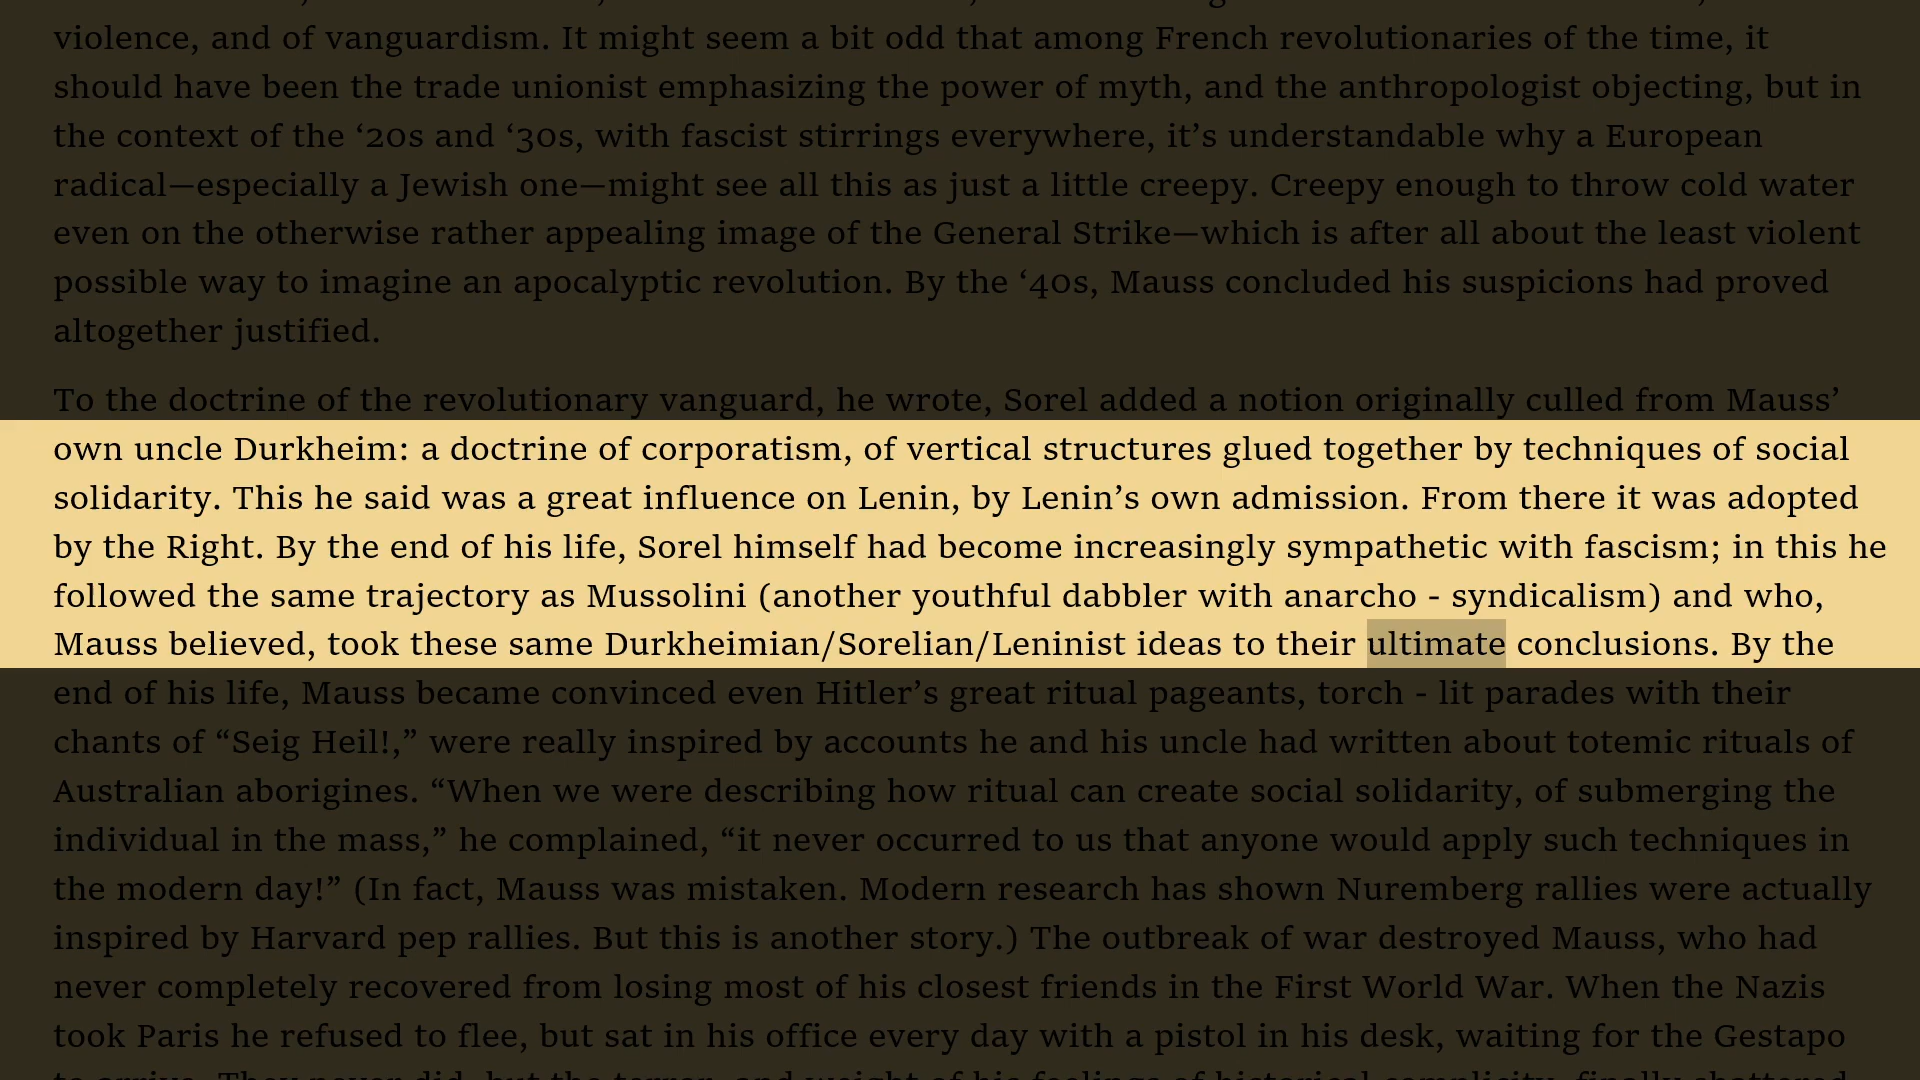 violence, and of vanguardism. It might seem a bit odd that among French revolutionaries of the time, it
should have been the trade unionist emphasizing the power of myth, and the anthropologist objecting, but in
the context of the ‘20s and ‘30s, with fascist stirrings everywhere, it’s understandable why a European
radical—especially a Jewish one—might see all this as just a little creepy. Creepy enough to throw cold water
even on the otherwise rather appealing image of the General Strike—which is after all about the least violent
possible way to imagine an apocalyptic revolution. By the ‘40s, Mauss concluded his suspicions had proved
altogether justified.
To the doctrine of the revolutionary vanguard, he wrote, Sorel added a notion originally culled from Mauss’
own uncle Durkheim: a doctrine of corporatism, of vertical structures glued together by techniques of social
solidarity. This he said was a great influence on Lenin, by Lenin’s own admission. From there it was adopted
by the Right. By the end of his life, Sorel himself had become increasingly sympathetic with fascism; in this he
followed the same trajectory as Mussolini (another youthful dabbler with anarcho - syndicalism) and who,
Mauss believed, took these same Durkheimian/Sorelian/Leninist ideas to their ultimate conclusions. By the
end of his life, Mauss became convinced even Hitler’s great ritual pageants, torch - lit parades with their
chants of “Seig Heil!,” were really inspired by accounts he and his uncle had written about totemic rituals of
Australian aborigines. “When we were describing how ritual can create social solidarity, of submerging the
individual in the mass,” he complained, “it never occurred to us that anyone would apply such techniques in
the modern day!” (In fact, Mauss was mistaken. Modern research has shown Nuremberg rallies were actually
inspired by Harvard pep rallies. But this is another story.) The outbreak of war destroyed Mauss, who had
never completely recovered from losing most of his closest friends in the First World War. When the Nazis
took Paris he refused to flee, but sat in his office every day with a pistol in his desk, waiting for the Gestapo
to arrive. They never did, but the terror, and weight of his feelings of historical complicity, finally shattered